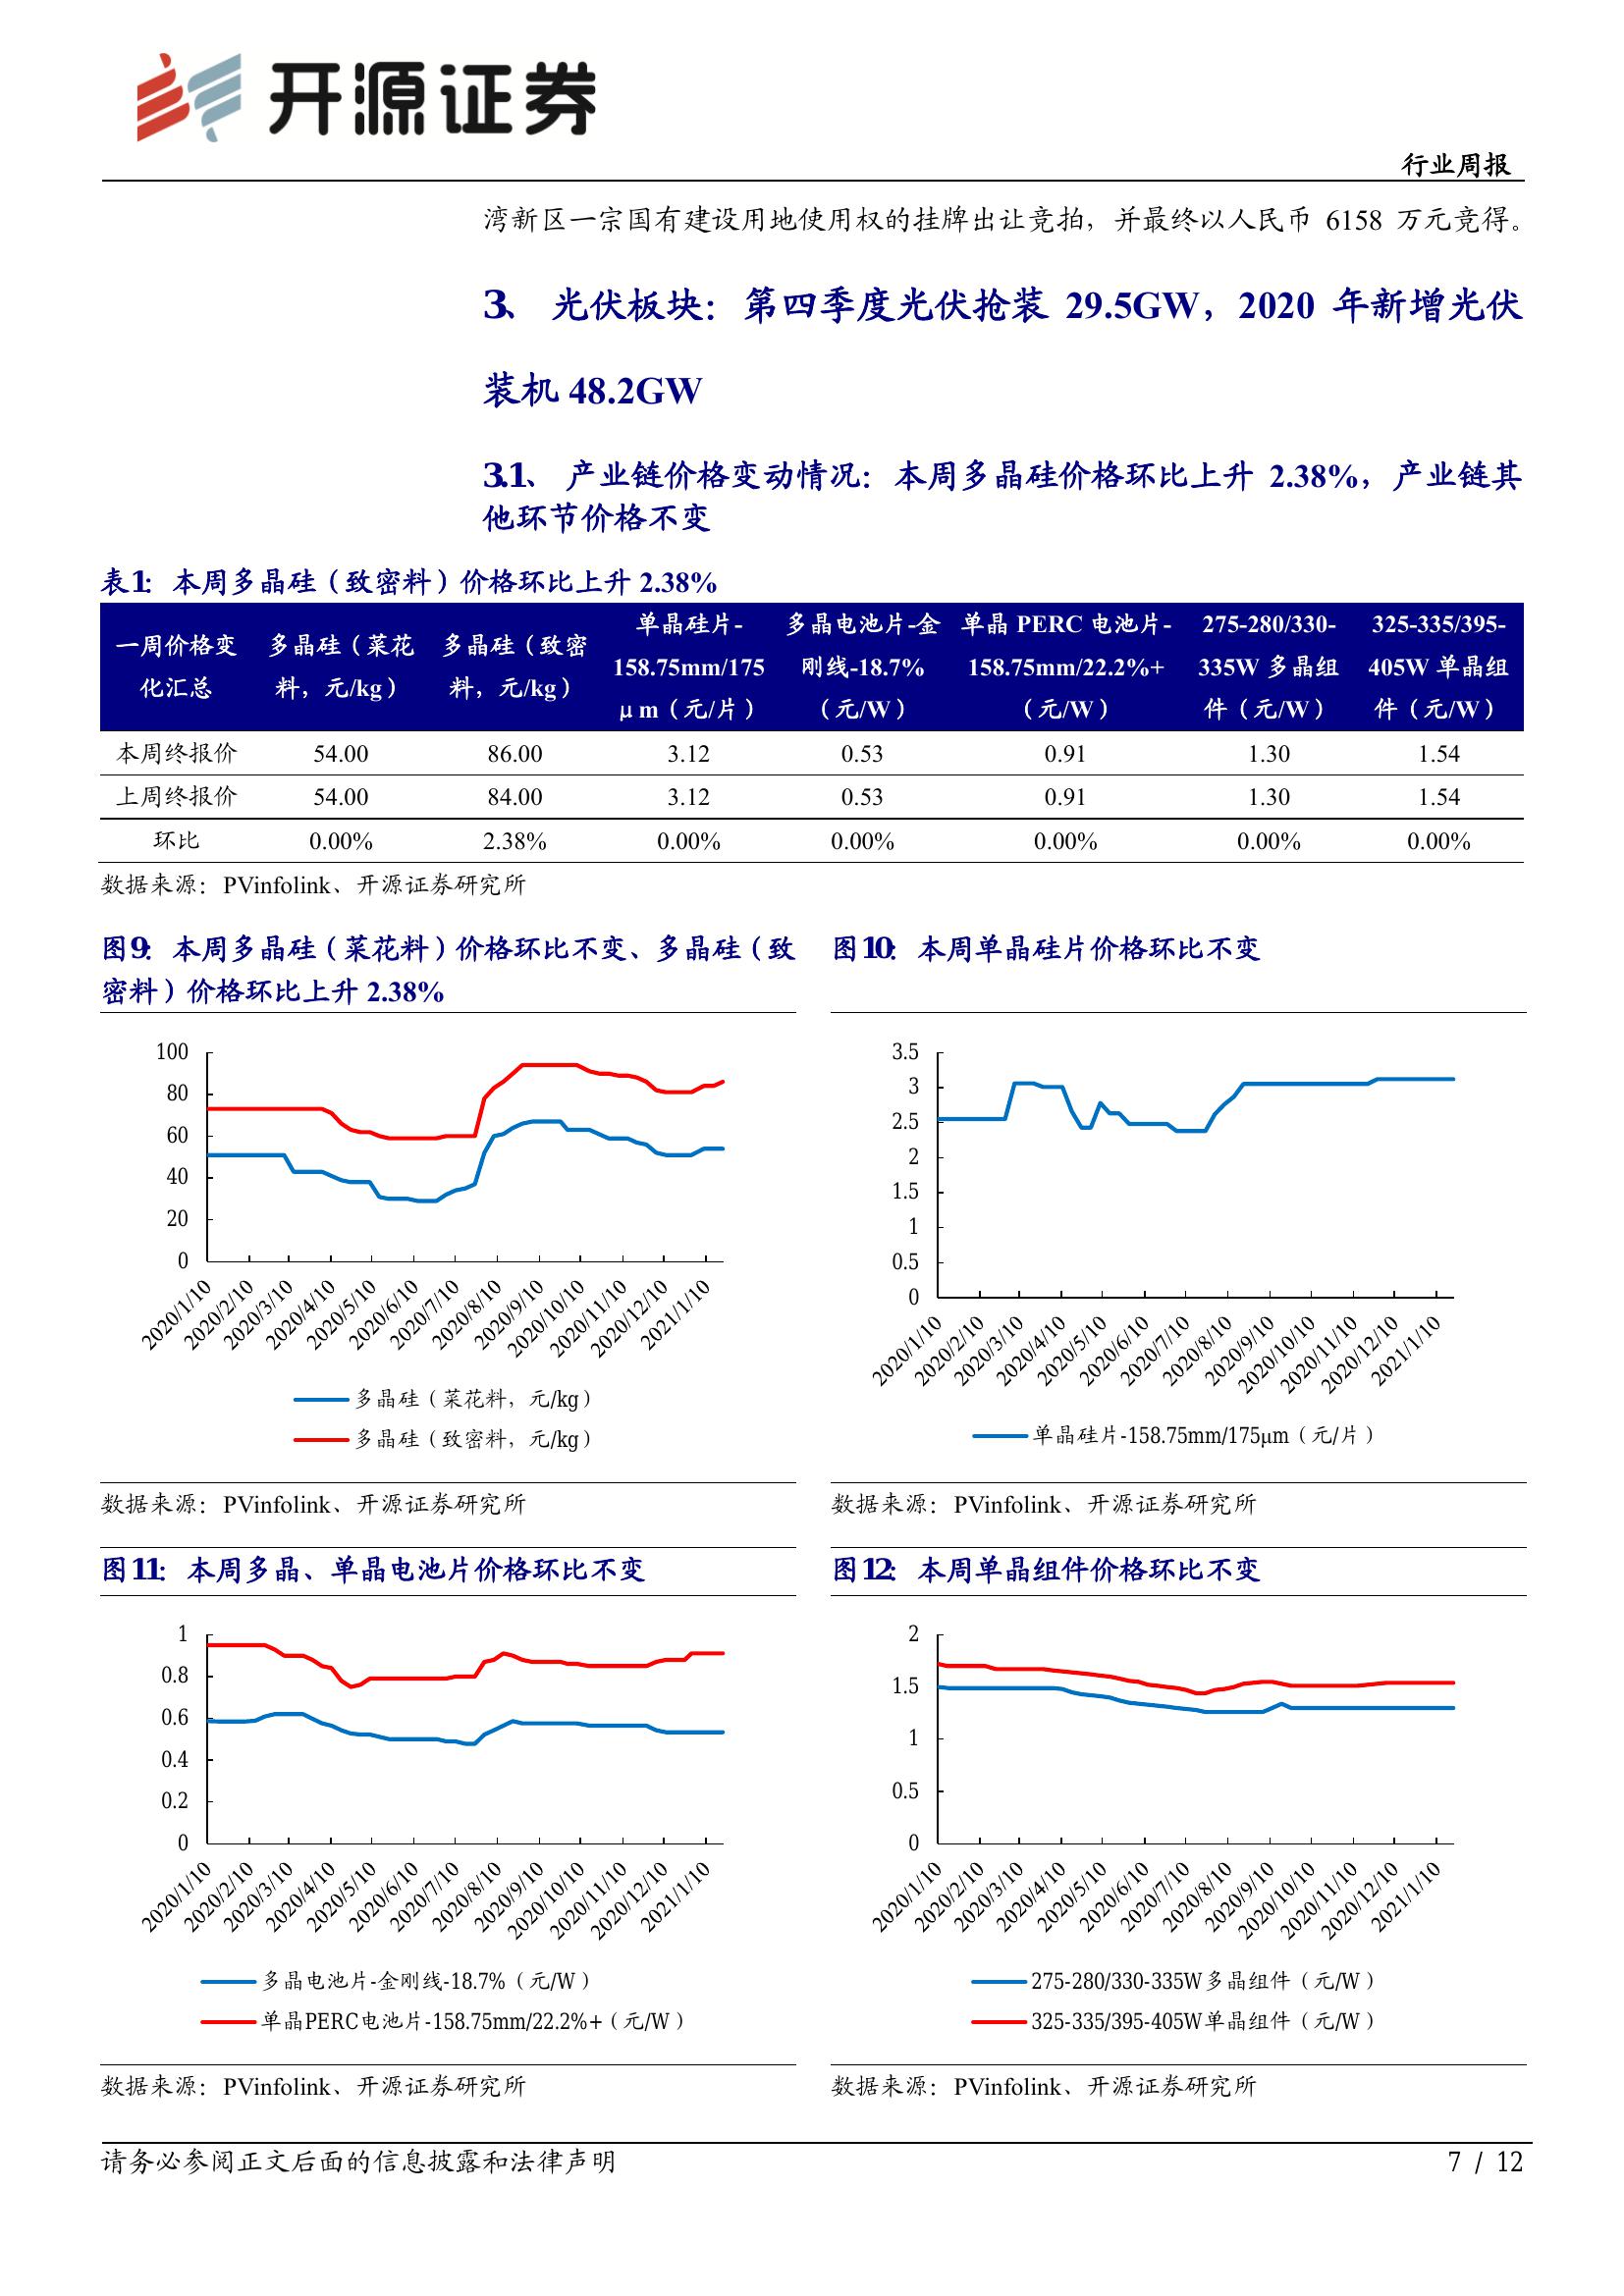 开源证券
行业周报
湾新区一宗国有建设用地使用权的挂牌出让竞拍，并最终以人民币 6158 万元竞得。
3、 光伏板块：第四季度光伏抢装 29.5GW，2020 年新增光伏
装机 48.2GW
3.1、 产业链价格变动情况：本周多晶硅价格环比上升 2.38%，产业链其
他环节价格不变
表1： 本周多晶硅（致密料）价格环比上升 2.38%
一周价格变化汇总 多晶硅（菜花料，元/kg） 多晶硅（致密料，元/kg） 单晶硅片-158.75mm/175μm（元/片） 多晶电池片-金刚线-18.7%（元/W） 单晶 PERC 电池片-158.75mm/22.2%+（元/W） 275-280/330-335W 多晶组件（元/W） 325-335/395-405W 单晶组件（元/W）
本周终报价 54.00 86.00 3.12 0.53 0.91 1.30 1.54
上周终报价 54.00 84.00 3.12 0.53 0.91 1.30 1.54
环比 0.00% 2.38% 0.00% 0.00% 0.00% 0.00% 0.00%
数据来源：PVinfolink、开源证券研究所
图9： 本周多晶硅（菜花料）价格环比不变、多晶硅（致
密料）价格环比上升 2.38%
100
80
60
40
20
0
2020/1/10 2020/2/10 2020/3/10 2020/4/10 2020/5/10 2020/6/10 2020/7/10 2020/8/10 2020/9/10 2020/10/10 2020/11/10 2020/12/10 2021/1/10
多晶硅（菜花料，元/kg）
多晶硅（致密料，元/kg）
数据来源：PVinfolink、开源证券研究所
图10： 本周单晶硅片价格环比不变
3.5
3
2.5
2
1.5
1
0.5
0
2020/1/10 2020/2/10 2020/3/10 2020/4/10 2020/5/10 2020/6/10 2020/7/10 2020/8/10 2020/9/10 2020/10/10 2020/11/10 2020/12/10 2021/1/10
单晶硅片-158.75mm/175μm（元/片）
数据来源：PVinfolink、开源证券研究所
图11： 本周多晶、单晶电池片价格环比不变
1
0.8
0.6
0.4
0.2
0
2020/1/10 2020/2/10 2020/3/10 2020/4/10 2020/5/10 2020/6/10 2020/7/10 2020/8/10 2020/9/10 2020/10/10 2020/11/10 2020/12/10 2021/1/10
多晶电池片-金刚线-18.7%（元/W）
单晶PERC电池片-158.75mm/22.2%+（元/W）
数据来源：PVinfolink、开源证券研究所
图12： 本周单晶组件价格环比不变
2
1.5
1
0.5
0
2020/1/10 2020/2/10 2020/3/10 2020/4/10 2020/5/10 2020/6/10 2020/7/10 2020/8/10 2020/9/10 2020/10/10 2020/11/10 2020/12/10 2021/1/10
275-280/330-335W多晶组件（元/W）
325-335/395-405W单晶组件（元/W）
数据来源：PVinfolink、开源证券研究所
请务必参阅正文后面的信息披露和法律声明
7 / 12